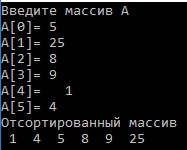 Введите массив A
A[0]= 5
A[1]= 25
A[2]= 8
A[3]= 9
A[4]=   1
A[5]= 4
Отсортированный массив
 1  4  5  8  9  25